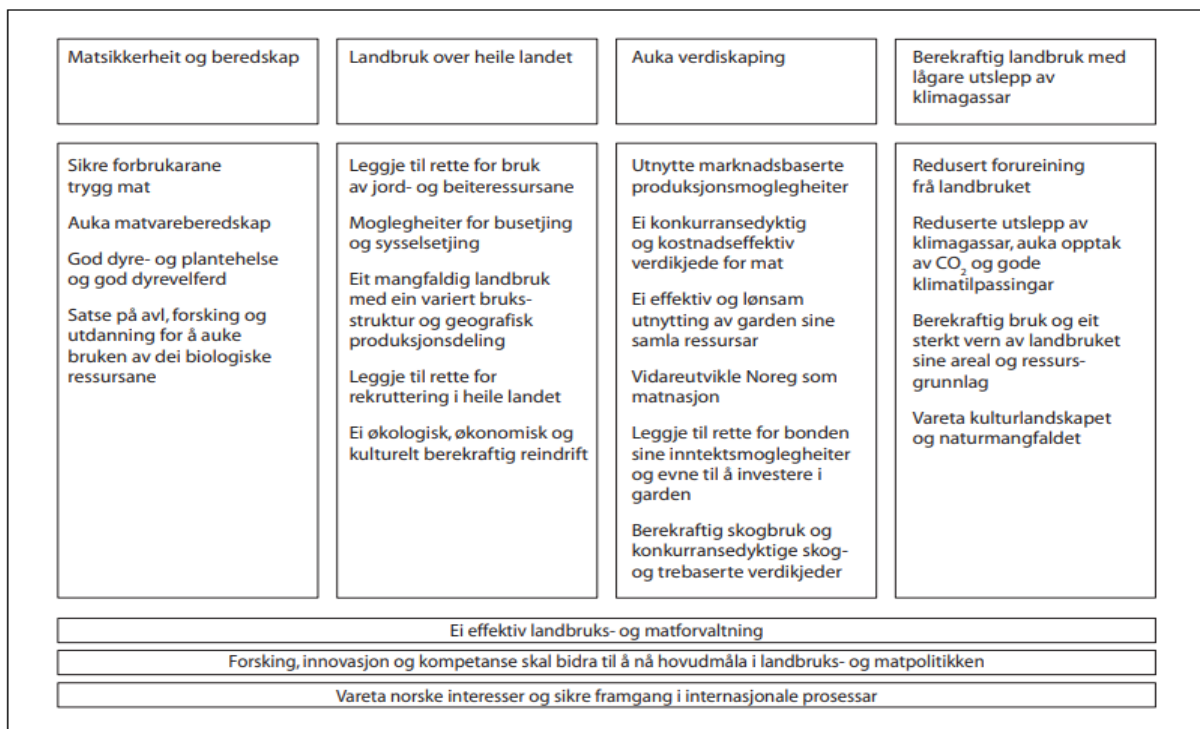 Matsikkerheit og beredskap
Landbruk over heile landet
Auka verdiskaping
Berekraftig landbruk med
lågare utslepp av
klimagassar
Sikre forbrukarane
trygg mat
Auka matvareberedskap
God dyre- og plantehelse
og god dyrevelferd
Satse på avl, forsking og
utdanning for å auke
bruken av dei biologiske
ressursane
Leggje til rette for bruk
av jord- og beiteressursane
Moglegheiter for busetjing
og sysselsetjing
Eit mangfaldig landbruk
med ein variert bruks-
struktur og geografisk
produksjonsdeling
Leggje til rette for
rekruttering i heile landet
Ei økologisk, økonomisk og
kulturelt berekraftig reindrift
Utnytte marknadsbaserte
produksjonsmoglegheiter
Ei konkurransedyktig
og kostnadseffektiv
verdikjede for mat
Ei effektiv og lønsam
utnytting av garden sine
samla ressursar
Vidareutvikle Noreg som
matnasjon
Leggje til rette for bonden
sine inntektsmoglegheiter
og evne til å investere i
garden
Berekraftig skogbruk og
konkurransedyktige skog-
og trebaserte verdikjeder
Redusert forureining
frå landbruket
Reduserte utslepp av
klimagassar, auka opptak
av CO₂ og gode
klimatilpassingar
Berekraftig bruk og eit
sterkt vern av landbruket
sine areal og ressurs-
grunnlag
Vareta kulturlandskapet
og naturmangfaldet
Ei effektiv landbruks- og matforvaltning
Forsking, innovasjon og kompetanse skal bidra til å nå hovudmåla i landbruks- og matpolitikken
Vareta norske interesser og sikre framgang i internasjonale prosessar